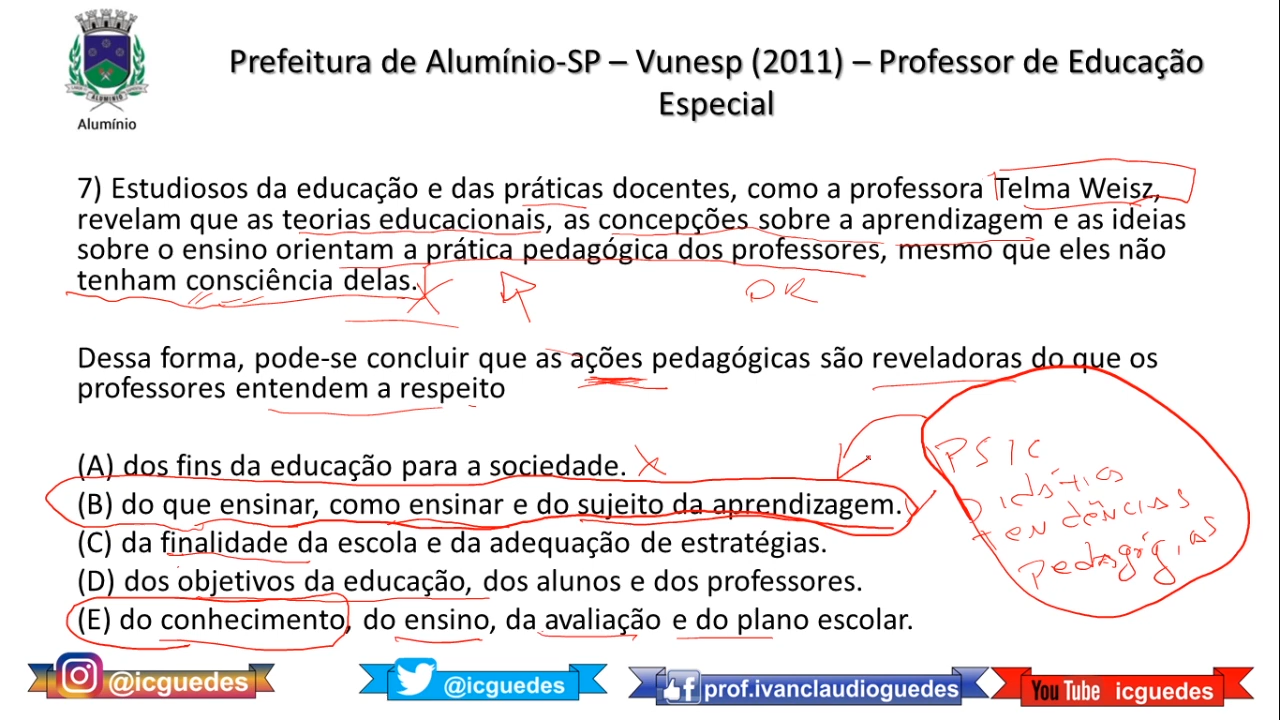 Prefeitura de Alumínio-SP – Vunesp (2011) – Professor de Educação
Especial
ALUMÍNIO
Alumínio
7) Estudiosos da educação e das práticas docentes, como a professora Telma Weisz,
revelam que as teorias educacionais, as concepções sobre a aprendizagem e as ideias
sobre o ensino orientam a prática pedagógica dos professores, mesmo que eles não
tenham consciência delas.
Dessa forma, pode-se concluir que as ações pedagógicas são reveladoras do que os
professores entendem a respeito
(A) dos fins da educação para a sociedade.
(B) do que ensinar, como ensinar e do sujeito da aprendizagem.
(C) da finalidade da escola e da adequação de estratégias.
(D) dos objetivos da educação, dos alunos e dos professores.
(E) do conhecimento, do ensino, da avaliação e do plano escolar.
PSIC
tendências
@icguedes
@icguedes
prof.ivanclaudioguedes
You Tube icguedes